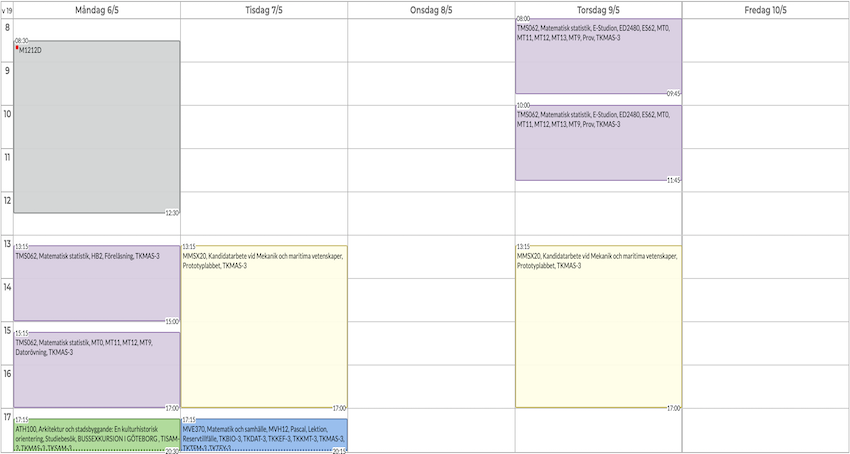 v 19
Måndag 6/5
Tisdag 7/5
Onsdag 8/5
Torsdag 9/5
Fredag 10/5
8
9
10
11
12
13
14
15
16
17
08:30
M1212D
12:30
13:15
TMS062, Matematisk statistik, HB2, Föreläsning, TKMAS-3
15:00
15:15
TMS062, Matematisk statistik, MT0, MT11, MT12, MT9,
Datorövning, TKMAS-3
17:00
17:15
ATH100, Arkitektur och stadsbyggande: En kulturhistorisk
orientering, Studiebesök, BUSSEXKURSION I GÖTEBORG , TISAM-
2, TKMAS-3, TKSAM-3
20:30
13:15
MMSX20, Kandidatarbete vid Mekanik och maritima vetenskaper,
Prototyplabbet, TKMAS-3
17:00
17:15
MVE370, Matematik och samhälle, MVH12, Pascal, Lektion,
Reservtillfälle, TKBIO-3, TKDAT-3, TKKEF-3, TKKMT-3, TKMAS-3,
TKTEM-3, TKTFY-3
20:15
08:00
TMS062, Matematisk statistik, E-Studion, ED2480, ES62, MT0,
MT11, MT12, MT13, MT9, Prov, TKMAS-3
09:45
10:00
TMS062, Matematisk statistik, E-Studion, ED2480, ES62, MT0,
MT11, MT12, MT13, MT9, Prov, TKMAS-3
11:45
13:15
MMSX20, Kandidatarbete vid Mekanik och maritima vetenskaper,
Prototyplabbet, TKMAS-3
17:00